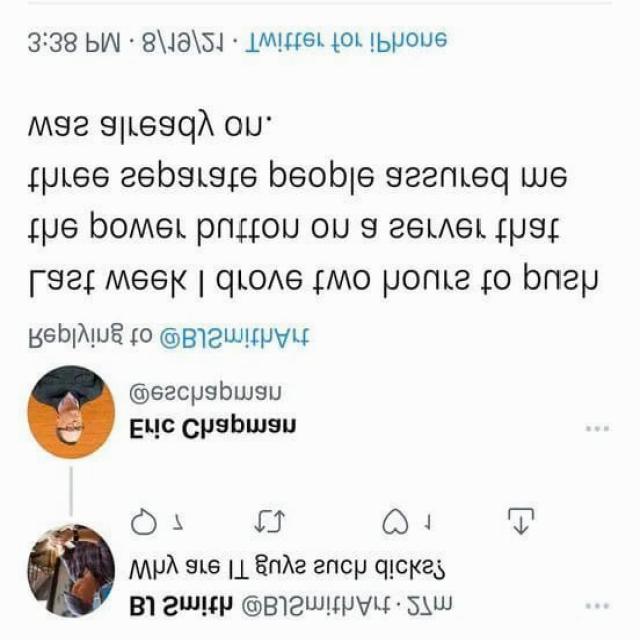 BJ Smith @BJSmithArt · 27m
Why are IT guys such dicks?
7 1
Eric Chapman
@eschapman
Replying to @BJSmithArt
Last week I drove two hours to push
the power button on a server that
three separate people assured me
was already on.
3:38 PM · 8/19/21 · Twitter for iPhone